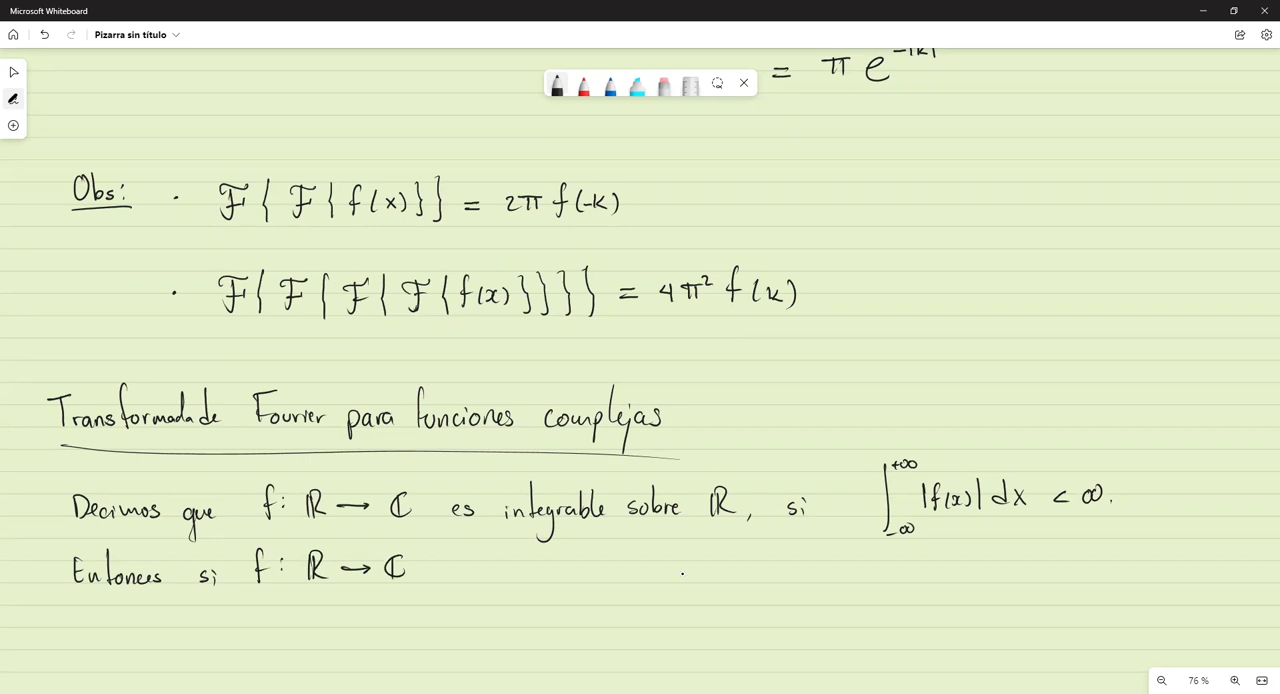 Microsoft Whiteboard
Pizarra sin título
= π e^{-|k|}
Obs: · F{F{f(x)}} = 2π f(-k)
· F{F{F{F{f(x)}}}} = 4π² f(k)
Transformada de Fourier para funciones complejas
Decimos que f: ℝ → ℂ es integrable sobre ℝ, si ∫_{-∞}^{+∞} |f(x)| dx < ∞.
Entonces si f: ℝ → ℂ
76 %